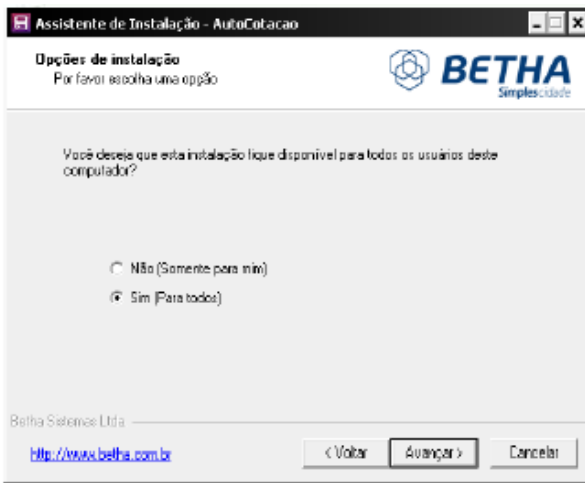 Assistente de Instalação - AutoCotacao
Opções de instalação
Por favor escolha uma opção
BETHA
Simplescidade
Você deseja que esta instalação fique disponível para todos os usuários deste
computador?
Não (Somente para mim)
Sim (Para todos)
Betha Sistemas Ltda
http://www.betha.com.br
< Voltar
Avançar >
Cancelar